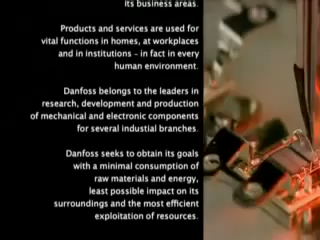 its business areas.
Products and services are used for
vital functions in homes, at workplaces
and in institutions - in fact in every
human environment.
Danfoss belongs to the leaders in
research, development and production
of mechanical and electronic components
for several industial branches.
Danfoss seeks to obtain its goals
with a minimal consumption of
raw materials and energy,
least possible impact on its
surroundings and the most efficient
exploitation of resources.